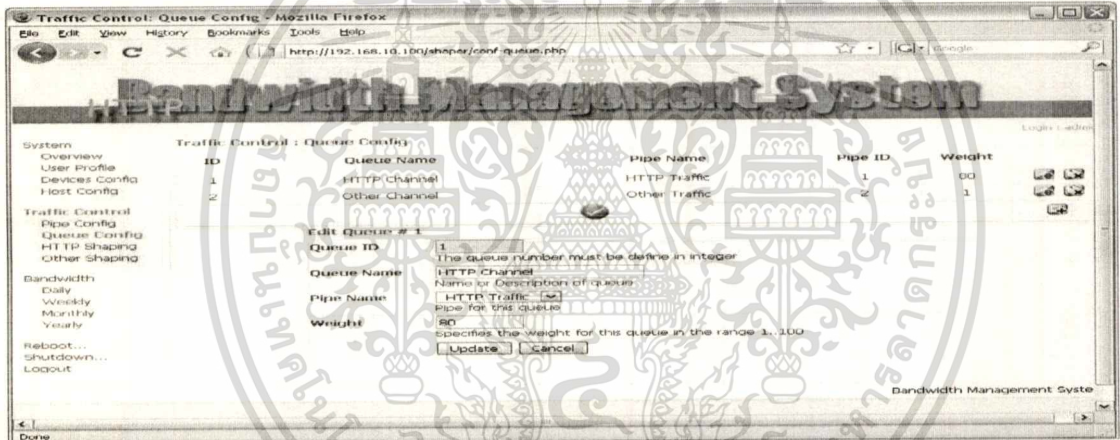 Traffic Control: Queue Config - Mozilla Firefox
File Edit View History Bookmarks Tools Help
http://192.168.10.100/shaper/conf-queue.php
Google
Bandwidth Management System
HTTP
Login :
System
Overview
User Profile
Devices Config
Host Config
Traffic Control
Pipe Config
Queue Config
HTTP Shaping
Other Shaping
Bandwidth
Daily
Weekly
Monthly
Yearly
Reboot...
Shutdown...
Logout
Traffic Control : Queue Config
ID Queue Name Pipe Name Pipe ID Weight
1 HTTP Channel HTTP Traffic 1 80
2 Other Channel Other Traffic 2 1
Edit Queue # 1
Queue ID 1
The queue number must be define in integer
Queue Name HTTP Channel
Name or Description of queue
Pipe Name HTTP Traffic
Pipe for this queue
Weight 80
Specifies the weight for this queue in the range 1..100
Update Cancel
Bandwidth Management Syste
Done